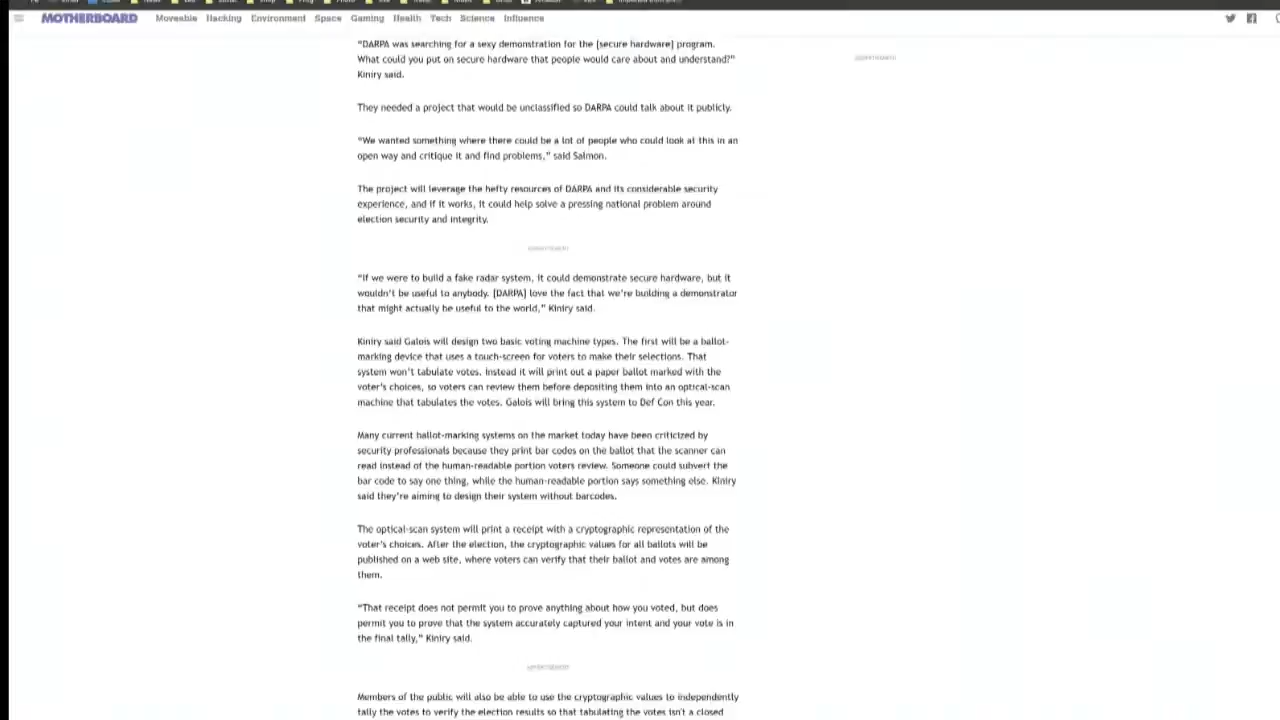 MOTHERBOARD Moveable Hacking Environment Space Gaming Health Tech Science Influence
"DARPA was searching for a sexy demonstration for the [secure hardware] program.
What could you put on secure hardware that people would care about and understand?"
Kiniry said.
They needed a project that would be unclassified so DARPA could talk about it publicly.
"We wanted something where there could be a lot of people who could look at this in an
open way and critique it and find problems," said Salmon.
The project will leverage the hefty resources of DARPA and its considerable security
experience, and if it works, it could help solve a pressing national problem around
election security and integrity.
ADVERTISEMENT
"If we were to build a fake radar system, it could demonstrate secure hardware, but it
wouldn't be useful to anybody. [DARPA] love the fact that we're building a demonstrator
that might actually be useful to the world," Kiniry said.
Kiniry said Galois will design two basic voting machine types. The first will be a ballot-
marking device that uses a touch-screen for voters to make their selections. That
system won't tabulate votes. Instead it will print out a paper ballot marked with the
voter's choices, so voters can review them before depositing them into an optical-scan
machine that tabulates the votes. Galois will bring this system to Def Con this year.
Many current ballot-marking systems on the market today have been criticized by
security professionals because they print bar codes on the ballot that the scanner can
read instead of the human-readable portion voters review. Someone could subvert the
bar code to say one thing, while the human-readable portion says something else. Kiniry
said they're aiming to design their system without barcodes.
The optical-scan system will print a receipt with a cryptographic representation of the
voter's choices. After the election, the cryptographic values for all ballots will be
published on a web site, where voters can verify that their ballot and votes are among
them.
"That receipt does not permit you to prove anything about how you voted, but does
permit you to prove that the system accurately captured your intent and your vote is in
the final tally," Kiniry said.
ADVERTISEMENT
Members of the public will also be able to use the cryptographic values to independently
tally the votes to verify the election results so that tabulating the votes isn't a closed
ADVERTISEMENT